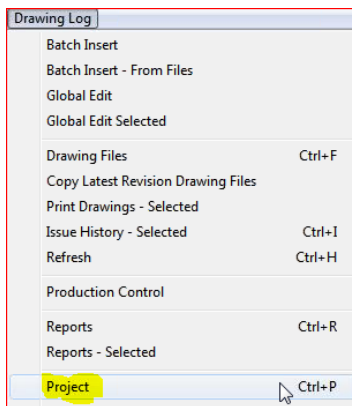 Drawing Log
Batch Insert
Batch Insert - From Files
Global Edit
Global Edit Selected
Drawing Files Ctrl+F
Copy Latest Revision Drawing Files
Print Drawings - Selected
Issue History - Selected Ctrl+I
Refresh Ctrl+H
Production Control
Reports Ctrl+R
Reports - Selected
Project Ctrl+P